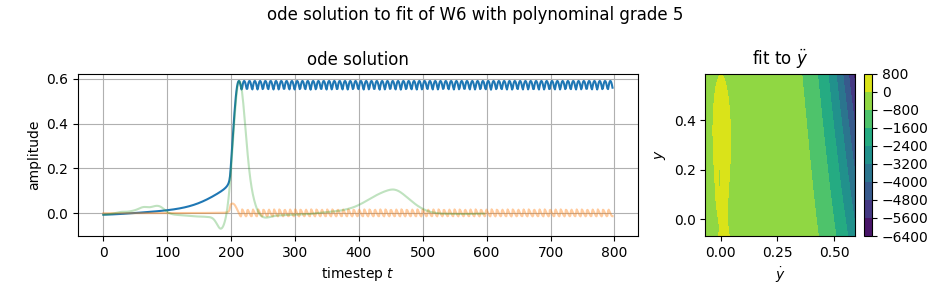 ode solution to fit of W6 with polynominal grade 5
ode solution
fit to ÿ
0.6
0.4
0.2
0.0
amplitude
0 100 200 300 400 500 600 700 800
timestep t
0.4
0.2
0.0
y
0.00 0.25 0.50
ẏ
800
0
−800
−1600
−2400
−3200
−4000
−4800
−5600
−6400